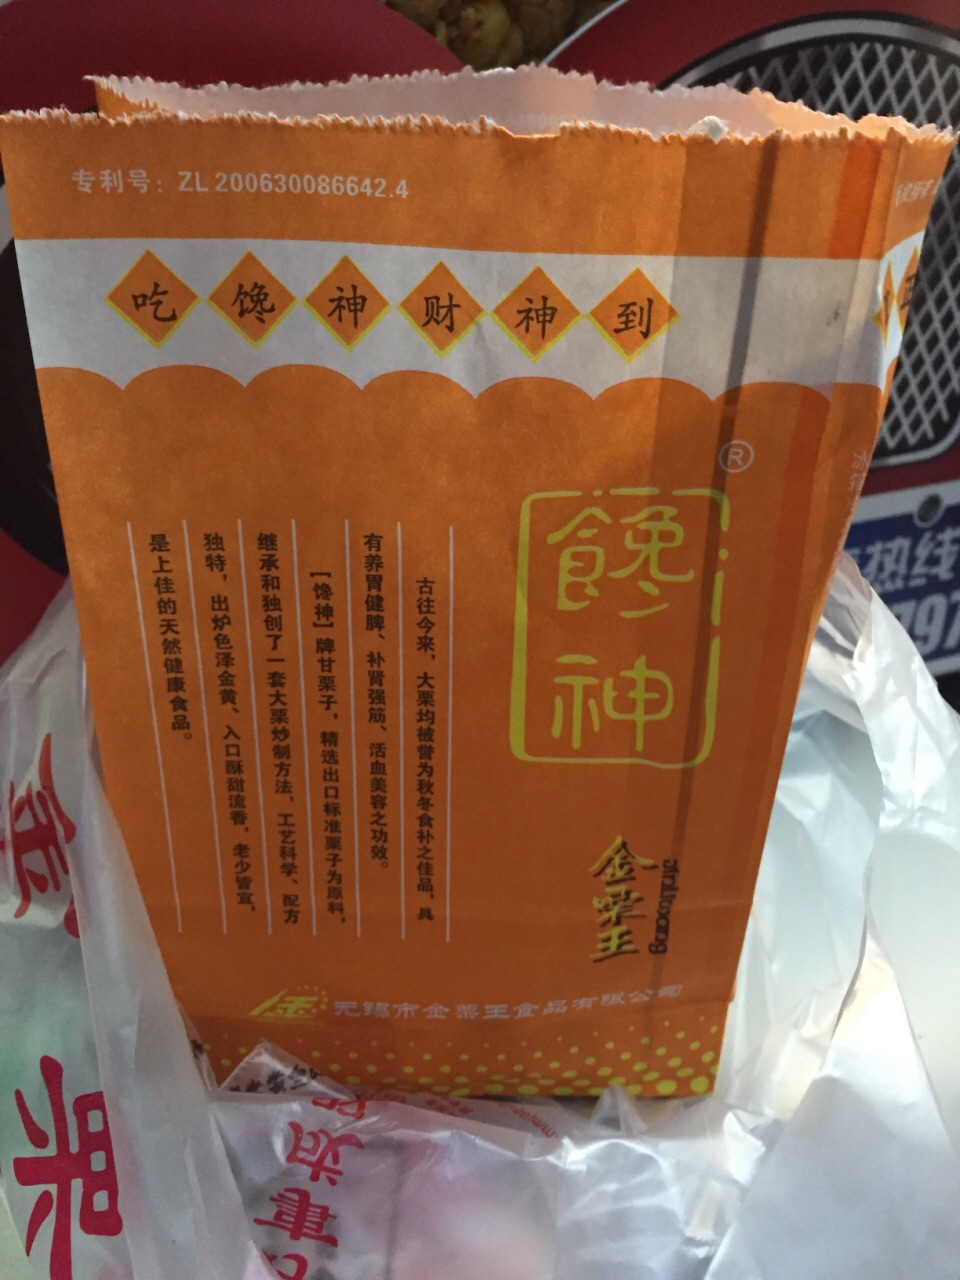 专利号：ZL 200630086642.4
吃馋神财神到
®
馋神
古往今来，大栗均被誉为秋冬食补之佳品，具
有养胃健脾、补肾强筋、活血美容之功效。
【馋神】牌甘栗子，精选出口标准栗子为原料，
继承和独创了一套大栗炒制方法，工艺科学、配方
独特，出炉色泽金黄、入口酥甜流香，老少皆宜，
是上佳的天然健康食品。
金栗王
Jinliwang
金
无锡市金栗王食品有限公司
热线
797